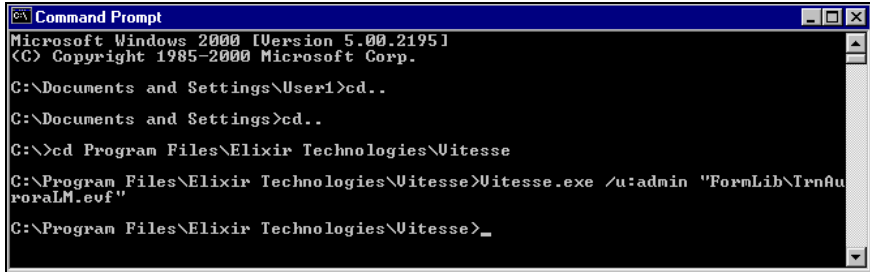 Command Prompt
Microsoft Windows 2000 [Version 5.00.2195]
(C) Copyright 1985-2000 Microsoft Corp.
C:\Documents and Settings\User1>cd..
C:\Documents and Settings>cd..
C:\>cd Program Files\Elixir Technologies\Vitesse
C:\Program Files\Elixir Technologies\Vitesse>Vitesse.exe /u:admin "FormLib\TrnAu
roraLM.evf"
C:\Program Files\Elixir Technologies\Vitesse>_